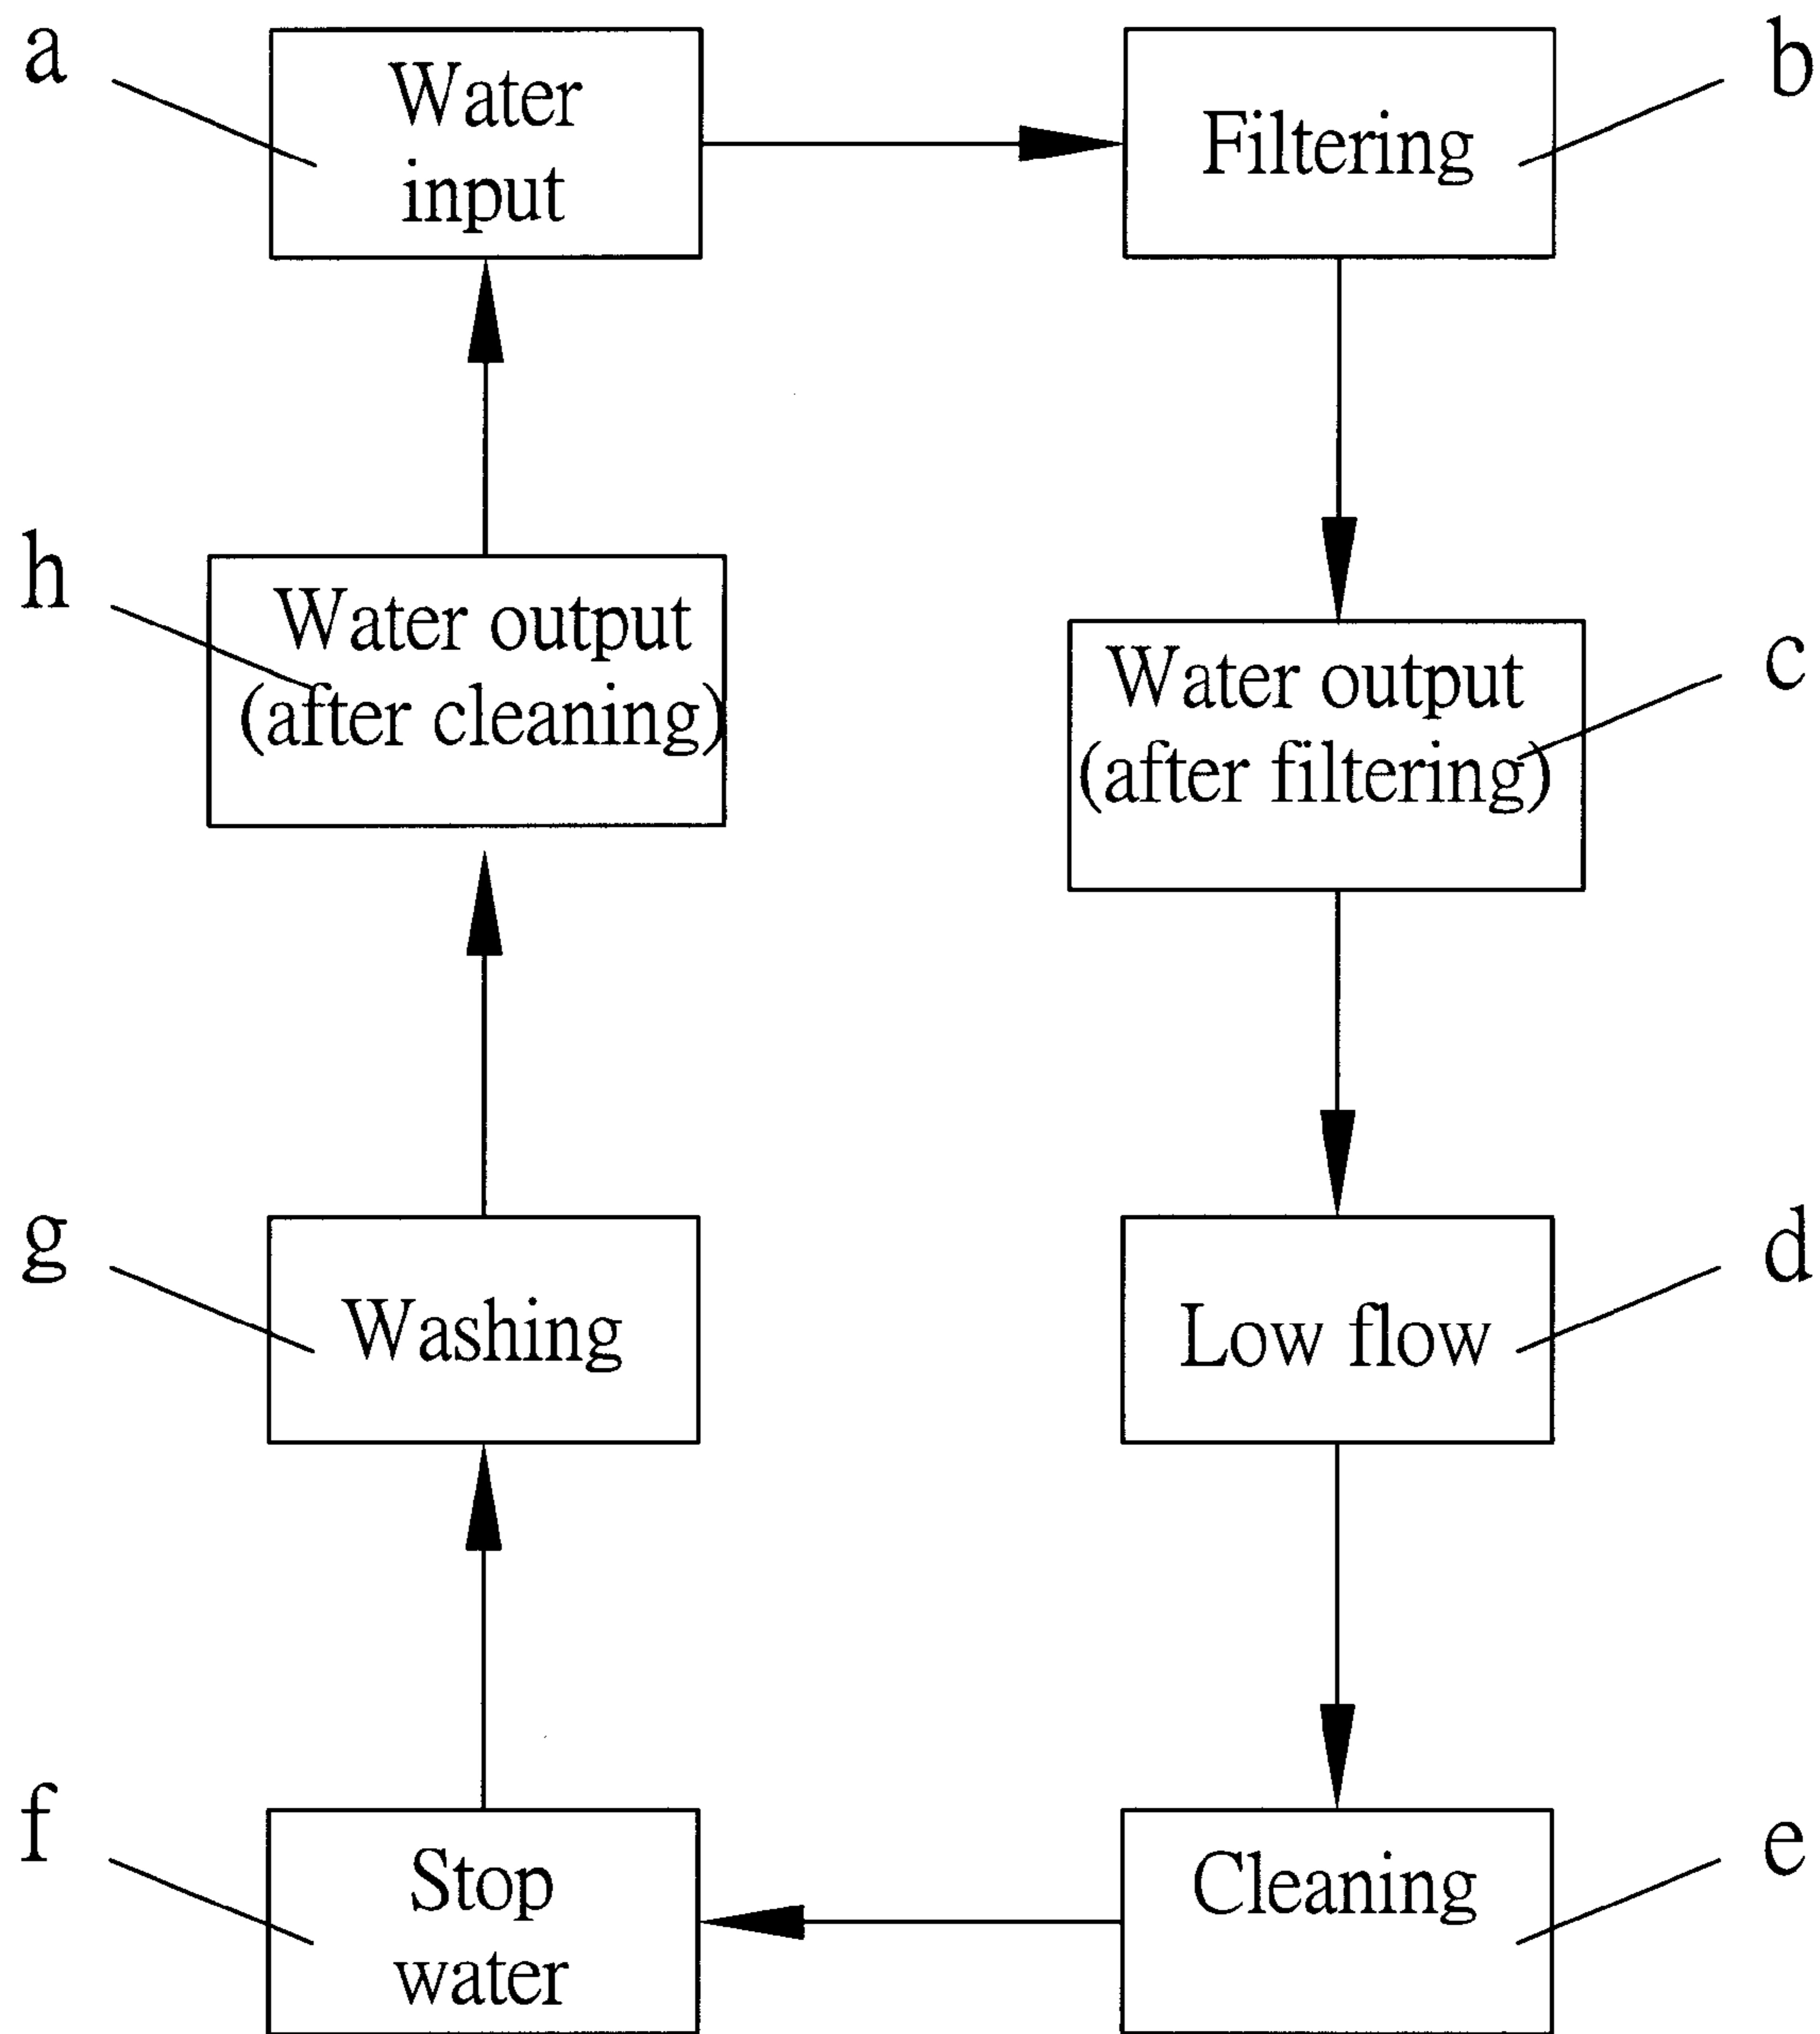 a
Water
input
Filtering
b
h
Water output
(after cleaning)
Water output
(after filtering)
c
g
Washing
Low flow
d
f
Stop
water
Cleaning
e